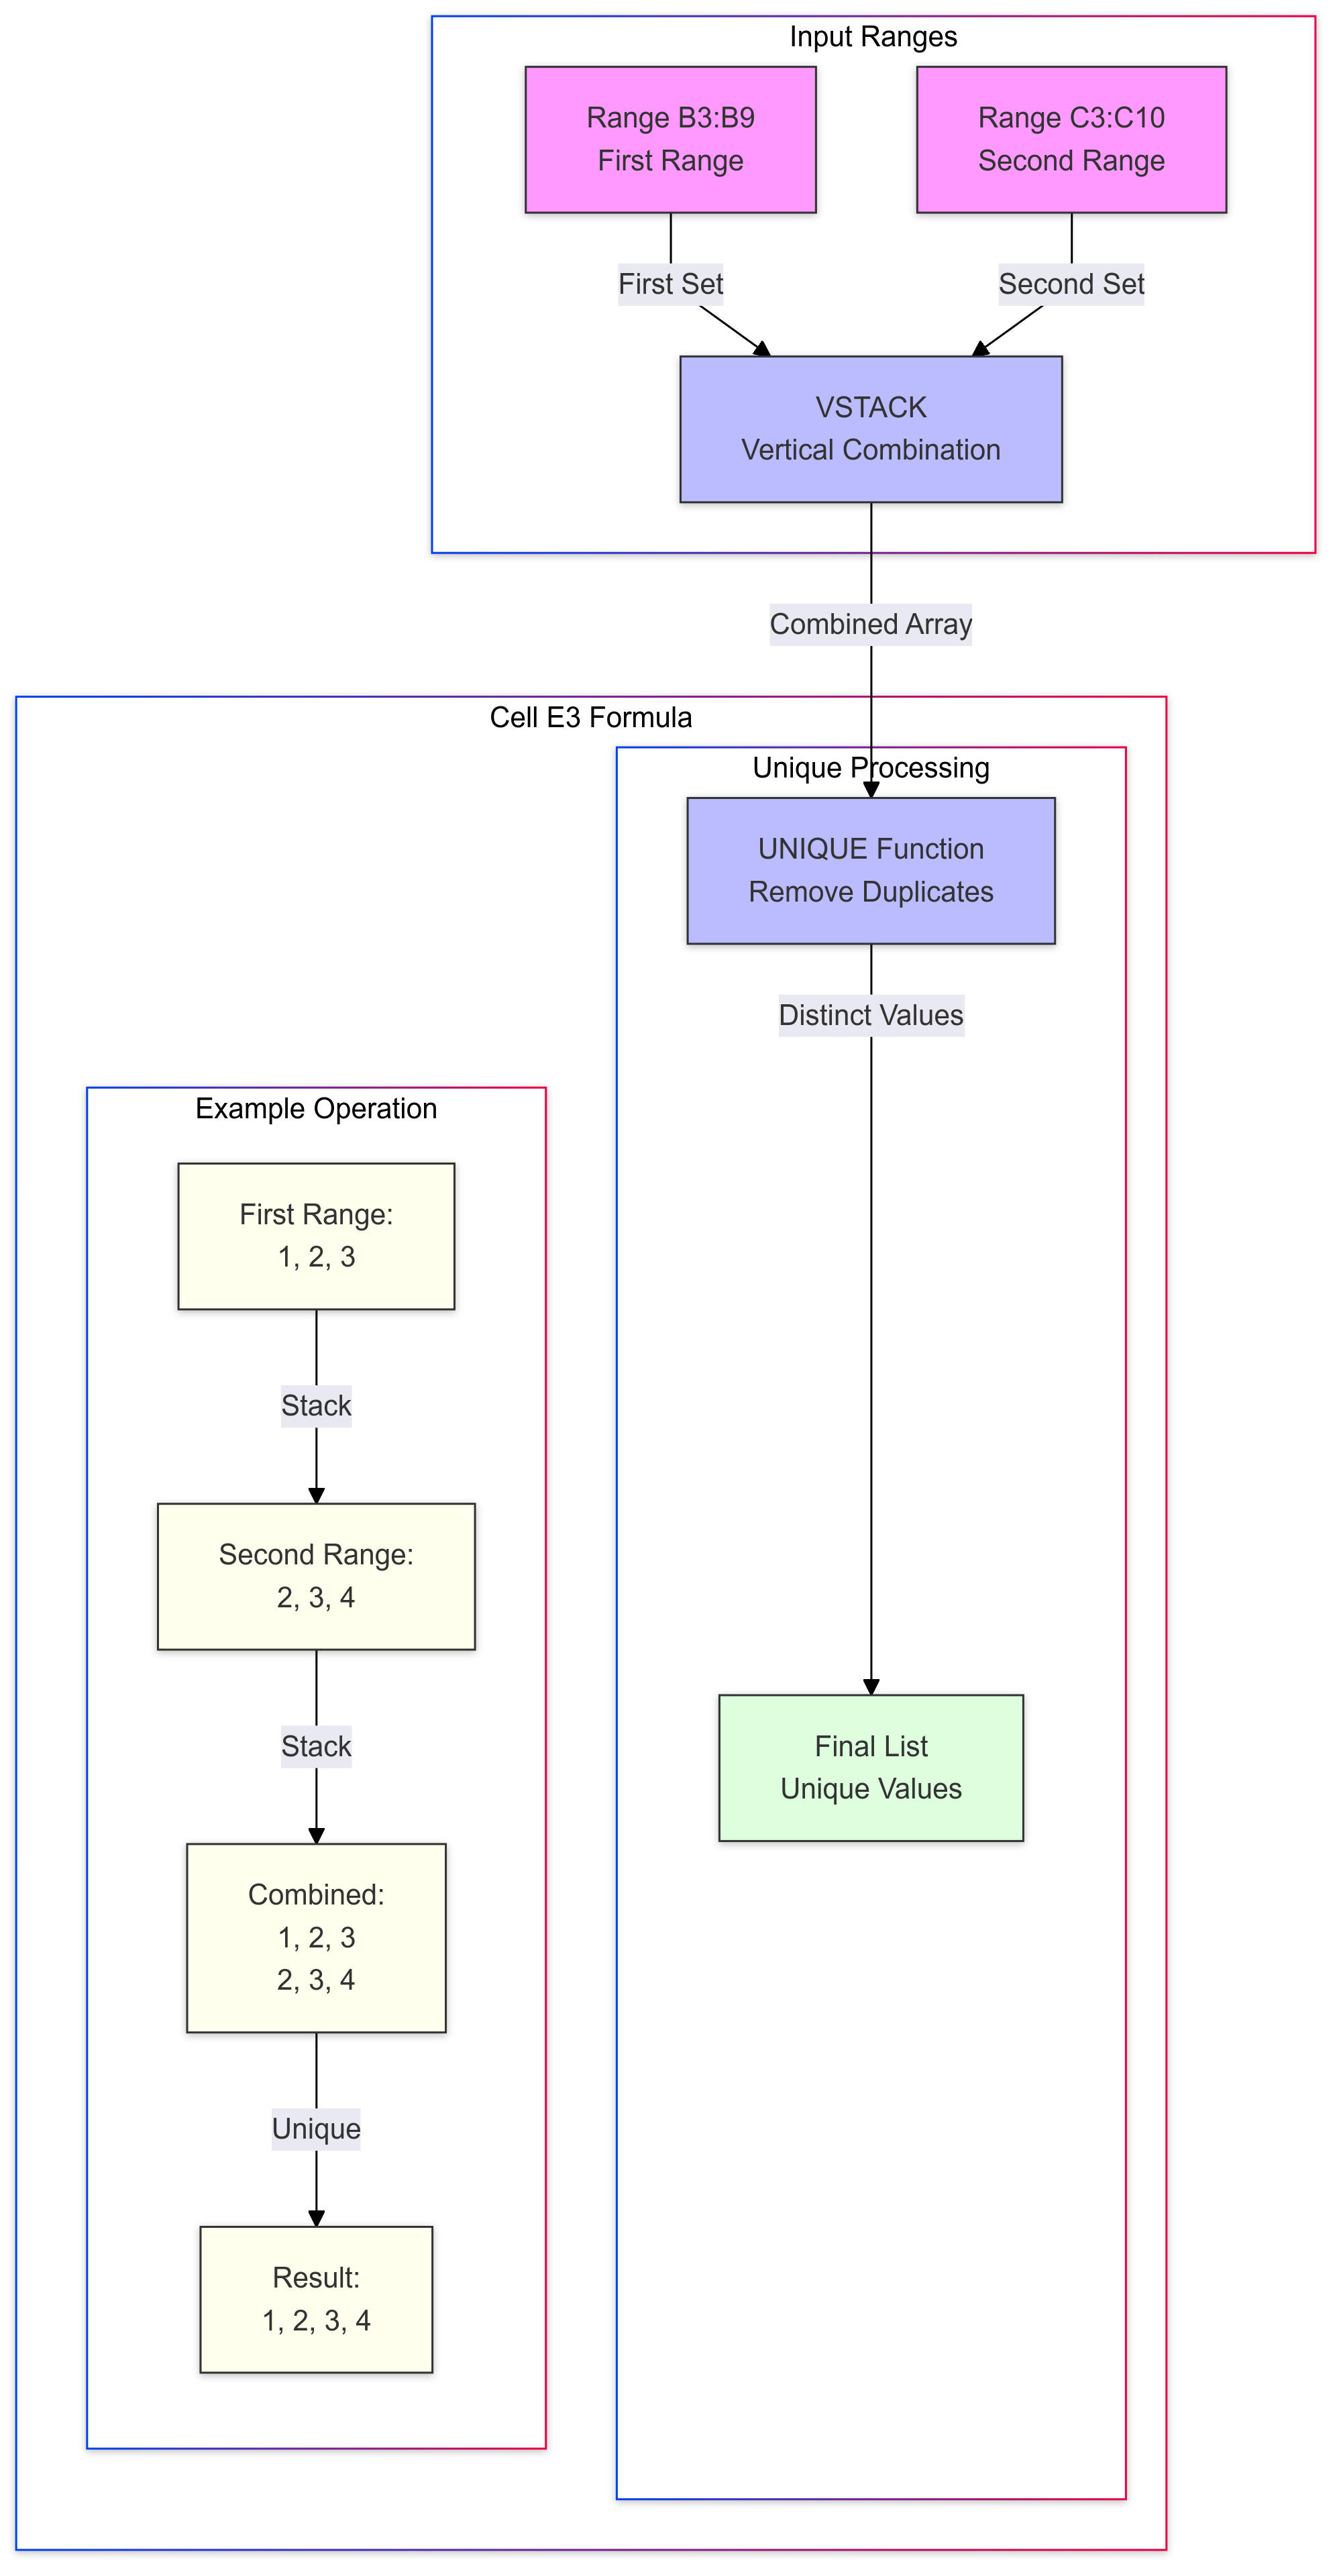 Input Ranges
Range B3:B9
First Range
Range C3:C10
Second Range
First Set
Second Set
VSTACK
Vertical Combination
Combined Array
Cell E3 Formula
Unique Processing
UNIQUE Function
Remove Duplicates
Distinct Values
Example Operation
First Range:
1, 2, 3
Stack
Second Range:
2, 3, 4
Stack
Final List
Unique Values
Combined:
1, 2, 3
2, 3, 4
Unique
Result:
1, 2, 3, 4